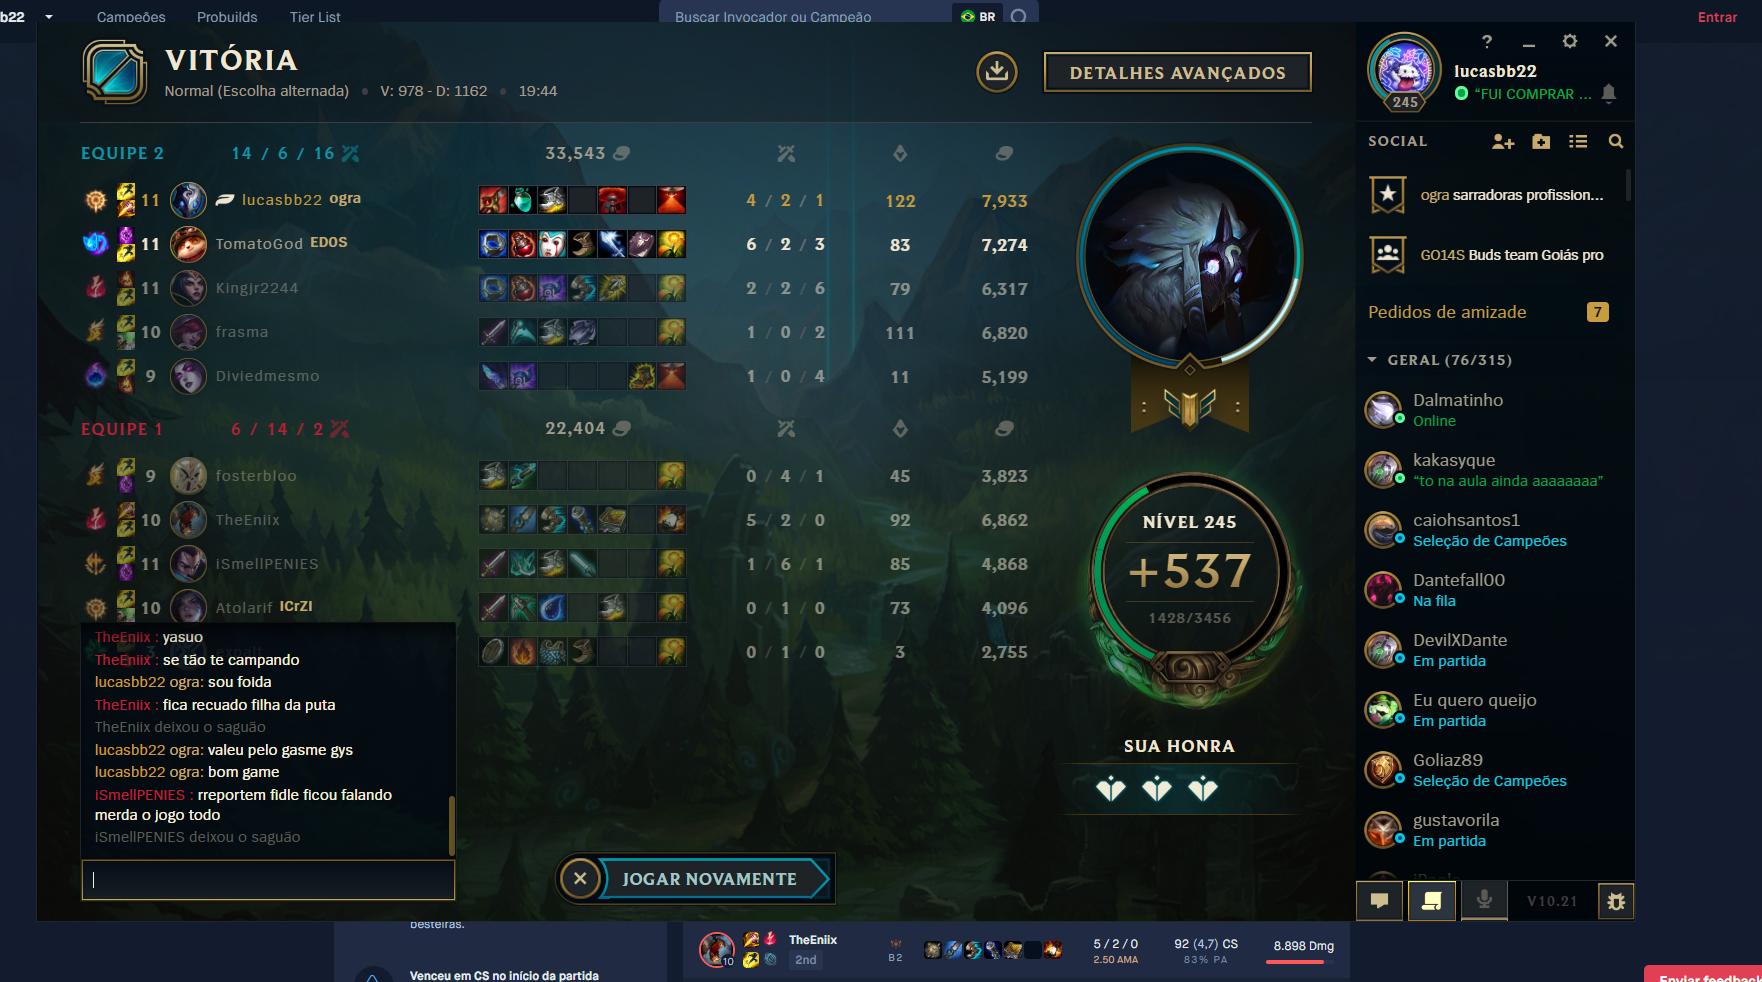 b22
Campeões
Probuilds
Tier List
Buscar Invocador ou Campeão
BR
Entrar
VITÓRIA
Normal (Escolha alternada) • V: 978 - D: 1162 • 19:44
DETALHES AVANÇADOS
EQUIPE 2 14 / 6 / 16 33,543
11 lucasbb22 ogra 4 / 2 / 1 122 7,933
11 TomatoGod EDOS 6 / 2 / 3 83 7,274
11 Kingjr2244 2 / 2 / 6 79 6,317
10 frasma 1 / 0 / 2 111 6,820
9 Diviedmesmo 1 / 0 / 4 11 5,199
EQUIPE 1 6 / 14 / 2 22,404
9 fosterbloo 0 / 4 / 1 45 3,823
10 TheEniix 5 / 2 / 0 92 6,862
11 iSmellPENIES 1 / 6 / 1 85 4,868
10 Atolarif ICrZI 0 / 1 / 0 73 4,096
3 0 / 1 / 0 3 2,755
TheEniix : yasuo
TheEniix : se tão te campando
lucasbb22 ogra: sou foida
TheEniix : fica recuado filha da puta
TheEniix deixou o saguão
lucasbb22 ogra: valeu pelo gasme gys
lucasbb22 ogra: bom game
iSmellPENIES : rreportem fidle ficou falando
merda o jogo todo
iSmellPENIES deixou o saguão
JOGAR NOVAMENTE
NÍVEL 245
+537
1428/3456
SUA HONRA
245
lucasbb22
“FUI COMPRAR ...
SOCIAL
ogra sarradoras profission...
GO14S Buds team Goiás pro
Pedidos de amizade 7
GERAL (76/315)
Dalmatinho
Online
kakasyque
“to na aula ainda aaaaaaaa”
caiohsantos1
Seleção de Campeões
Dantefall00
Na fila
DevilXDante
Em partida
Eu quero queijo
Em partida
Goliaz89
Seleção de Campeões
gustavorila
Em partida
V10.21
besteiras.
Venceu em CS no início da partida
10
TheEniix
2nd
B2
5 / 2 / 0
2.50 AMA
92 (4,7) CS
83% PA
8.898 Dmg
Enviar feedback